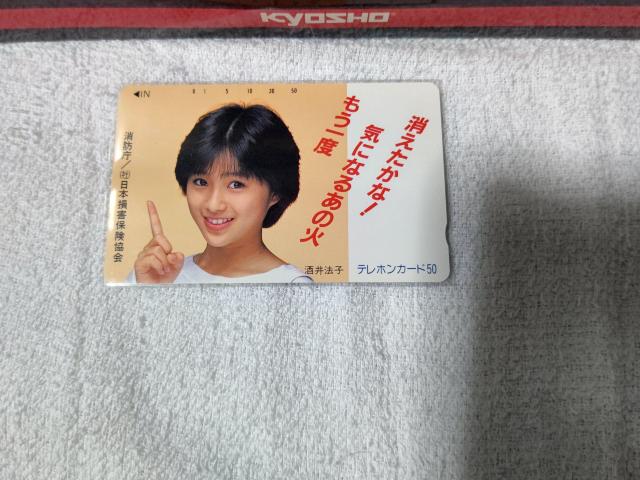 KYOSHO
◀IN
0 1 5 10 30 50
消えたかな!
気になるあの火
もう一度
消防庁/㈳日本損害保険協会
酒井法子
テレホンカード50